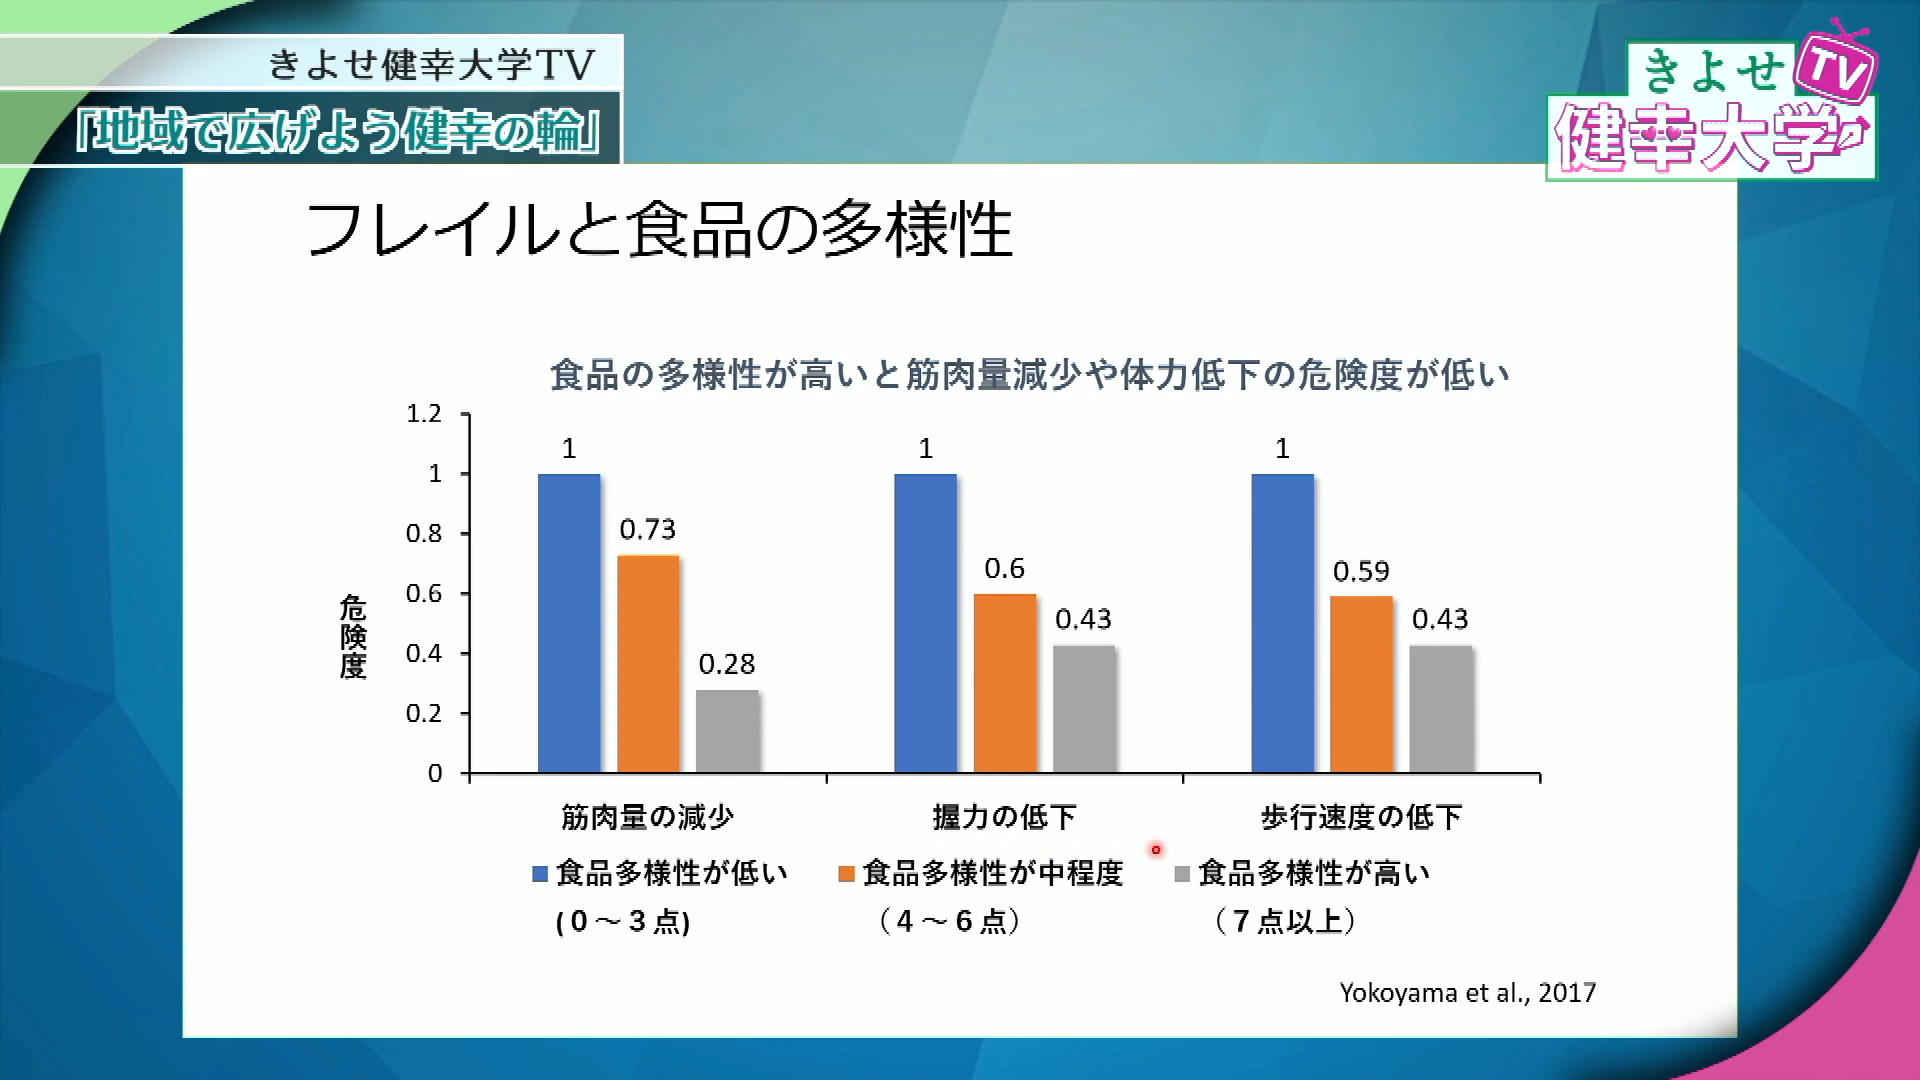 きよせ健幸大学TV
「地域で広げよう健幸の輪」
きよせ
TV
健幸大学
フレイルと食品の多様性
食品の多様性が高いと筋肉量減少や体力低下の危険度が低い
危険度
1.2
1
0.8
0.6
0.4
0.2
0
1
0.73
0.28
1
0.6
0.43
1
0.59
0.43
筋肉量の減少
握力の低下
歩行速度の低下
食品多様性が低い
(0～3点)
食品多様性が中程度
（4～6点）
食品多様性が高い
（7点以上）
Yokoyama et al., 2017